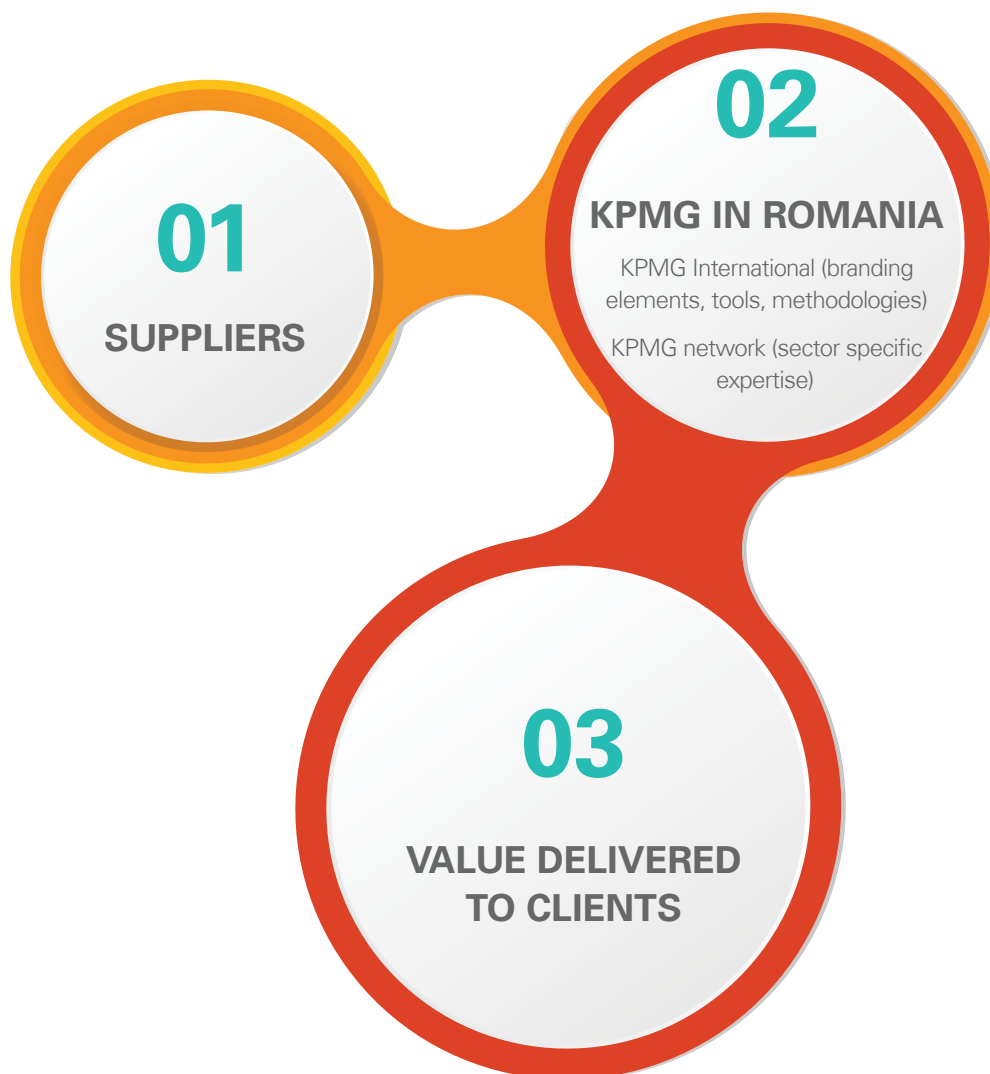 01
SUPPLIERS
02
KPMG IN ROMANIA
KPMG International (branding
elements, tools, methodologies)
KPMG network (sector specific
expertise)
03
VALUE DELIVERED
TO CLIENTS